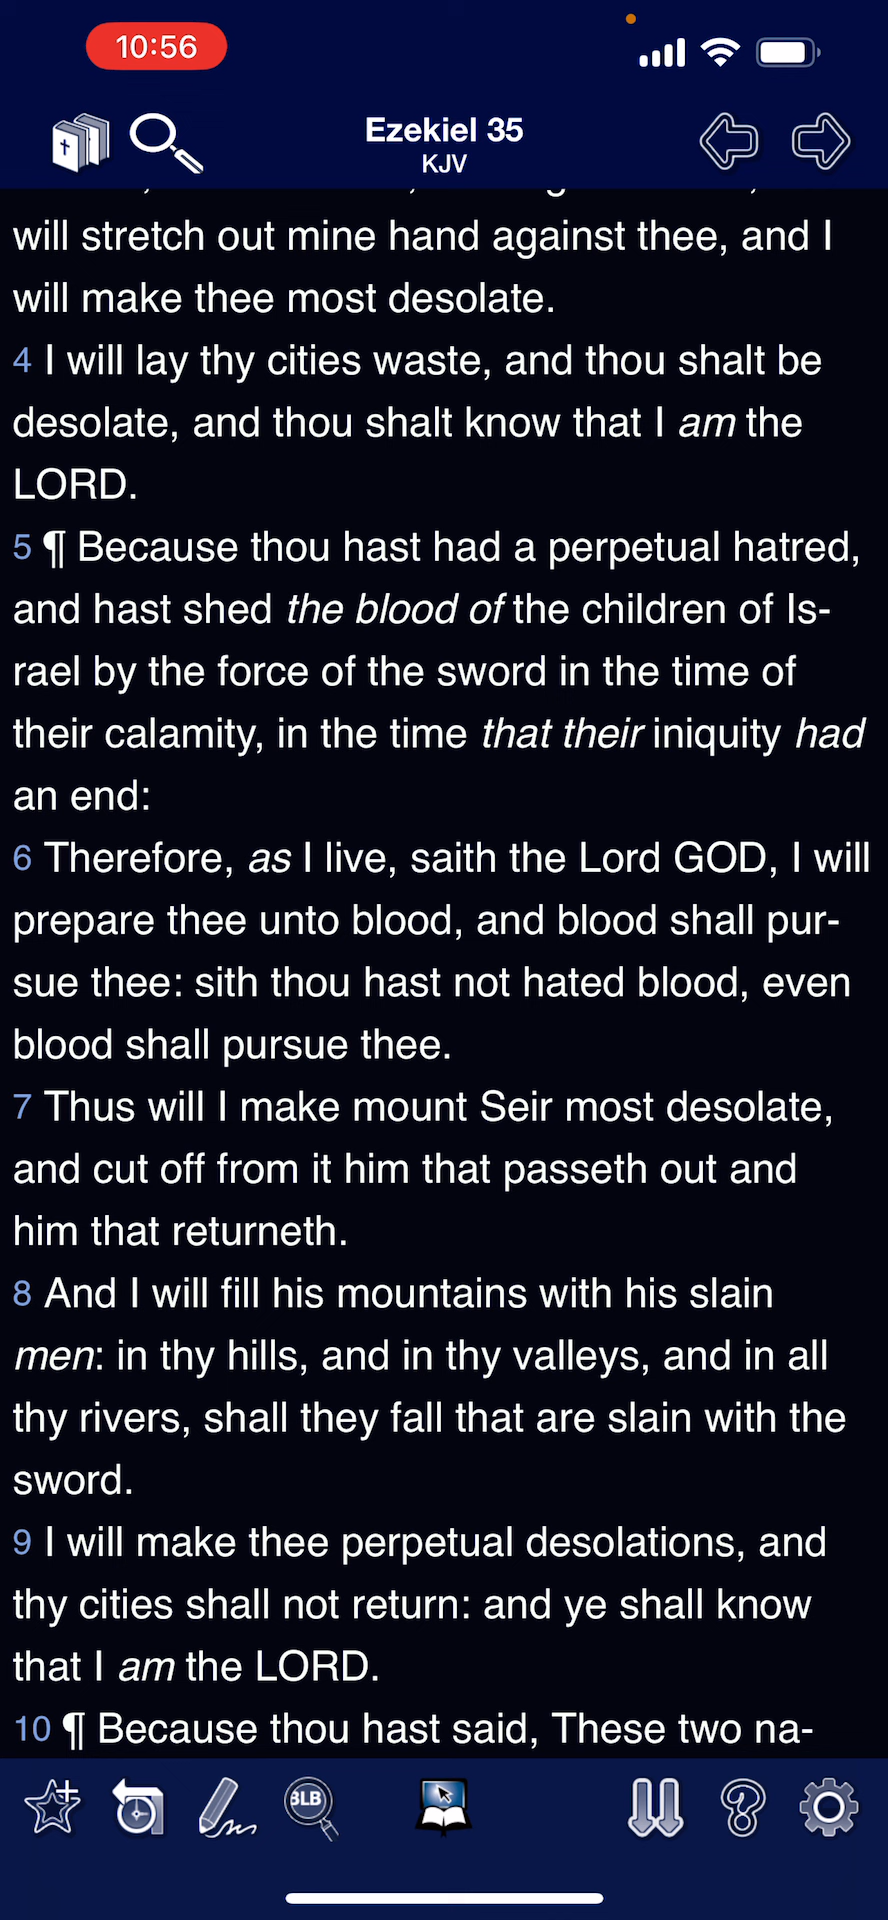 10:56
Ezekiel 35
KJV
will stretch out mine hand against thee, and I
will make thee most desolate.
4 I will lay thy cities waste, and thou shalt be
desolate, and thou shalt know that I am the
LORD.
5 ¶ Because thou hast had a perpetual hatred,
and hast shed the blood of the children of Is-
rael by the force of the sword in the time of
their calamity, in the time that their iniquity had
an end:
6 Therefore, as I live, saith the Lord GOD, I will
prepare thee unto blood, and blood shall pur-
sue thee: sith thou hast not hated blood, even
blood shall pursue thee.
7 Thus will I make mount Seir most desolate,
and cut off from it him that passeth out and
him that returneth.
8 And I will fill his mountains with his slain
men: in thy hills, and in thy valleys, and in all
thy rivers, shall they fall that are slain with the
sword.
9 I will make thee perpetual desolations, and
thy cities shall not return: and ye shall know
that I am the LORD.
10 ¶ Because thou hast said, These two na-
BLB